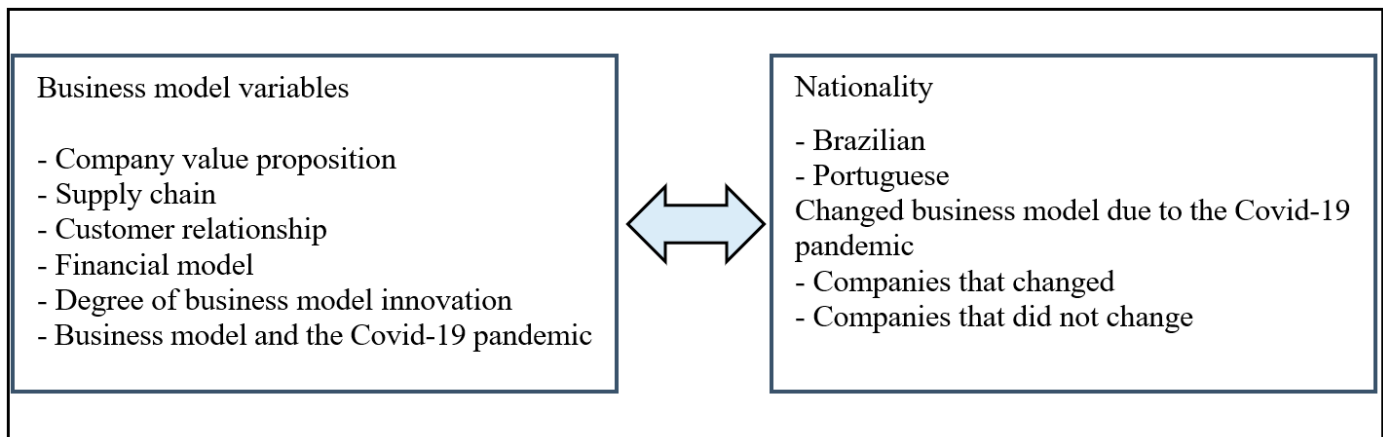 Business model variables
- Company value proposition
- Supply chain
- Customer relationship
- Financial model
- Degree of business model innovation
- Business model and the Covid-19 pandemic
Nationality
- Brazilian
- Portuguese
Changed business model due to the Covid-19
pandemic
- Companies that changed
- Companies that did not change